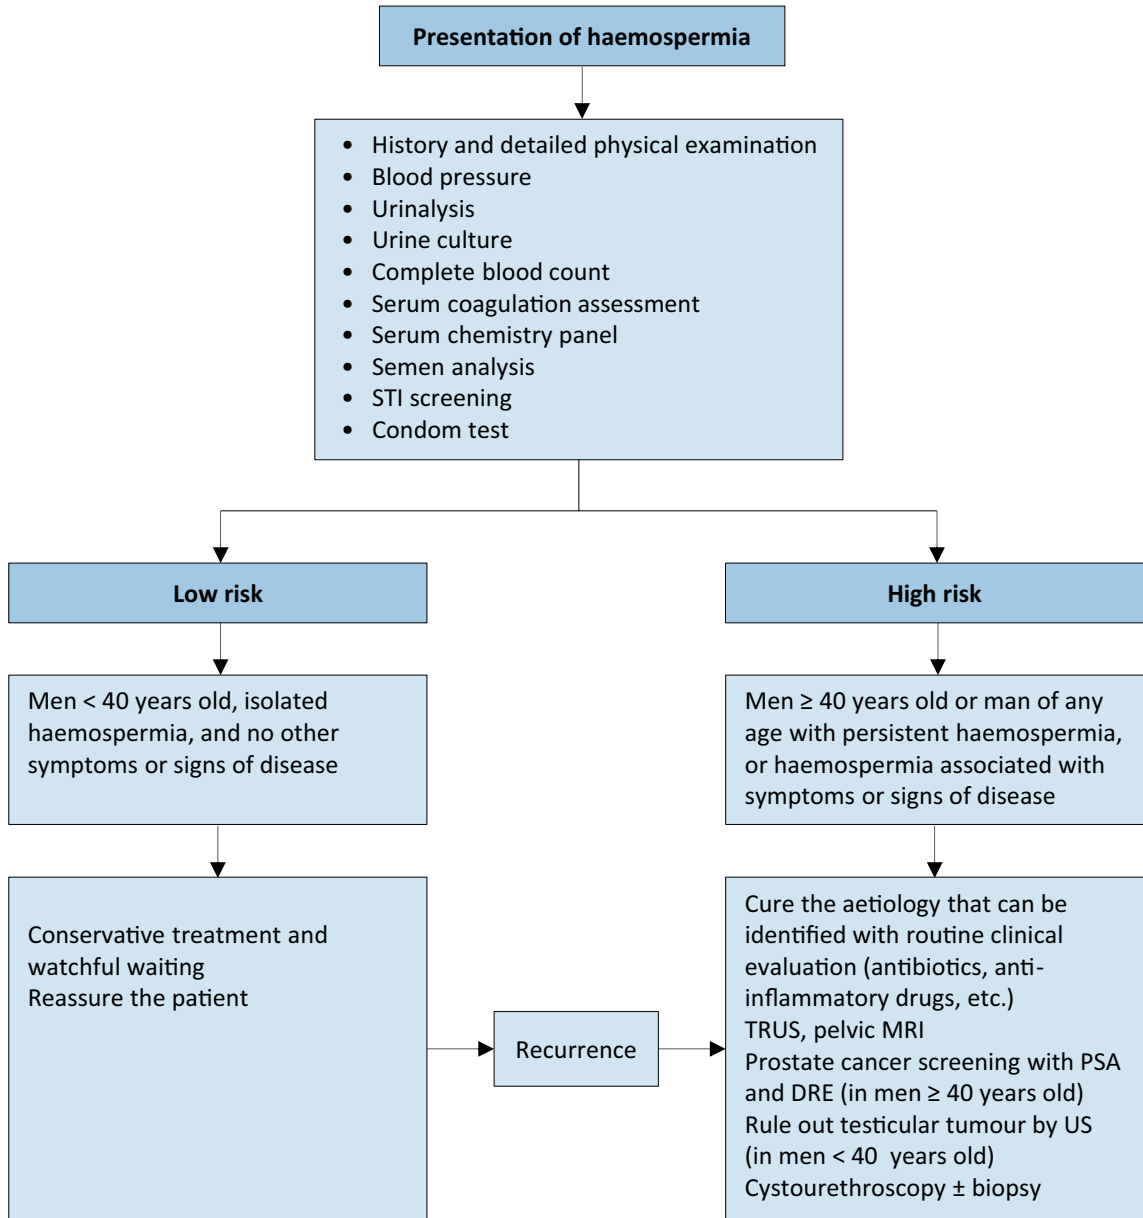 Presentation of haemospermia
• History and detailed physical examination
• Blood pressure
• Urinalysis
• Urine culture
• Complete blood count
• Serum coagulation assessment
• Serum chemistry panel
• Semen analysis
• STI screening
• Condom test
Low risk
Men < 40 years old, isolated
haemospermia, and no other
symptoms or signs of disease
Conservative treatment and
watchful waiting
Reassure the patient
Recurrence
High risk
Men ≥ 40 years old or man of any
age with persistent haemospermia,
or haemospermia associated with
symptoms or signs of disease
Cure the aetiology that can be
identified with routine clinical
evaluation (antibiotics, anti-
inflammatory drugs, etc.)
TRUS, pelvic MRI
Prostate cancer screening with PSA
and DRE (in men ≥ 40 years old)
Rule out testicular tumour by US
(in men < 40 years old)
Cystourethroscopy ± biopsy